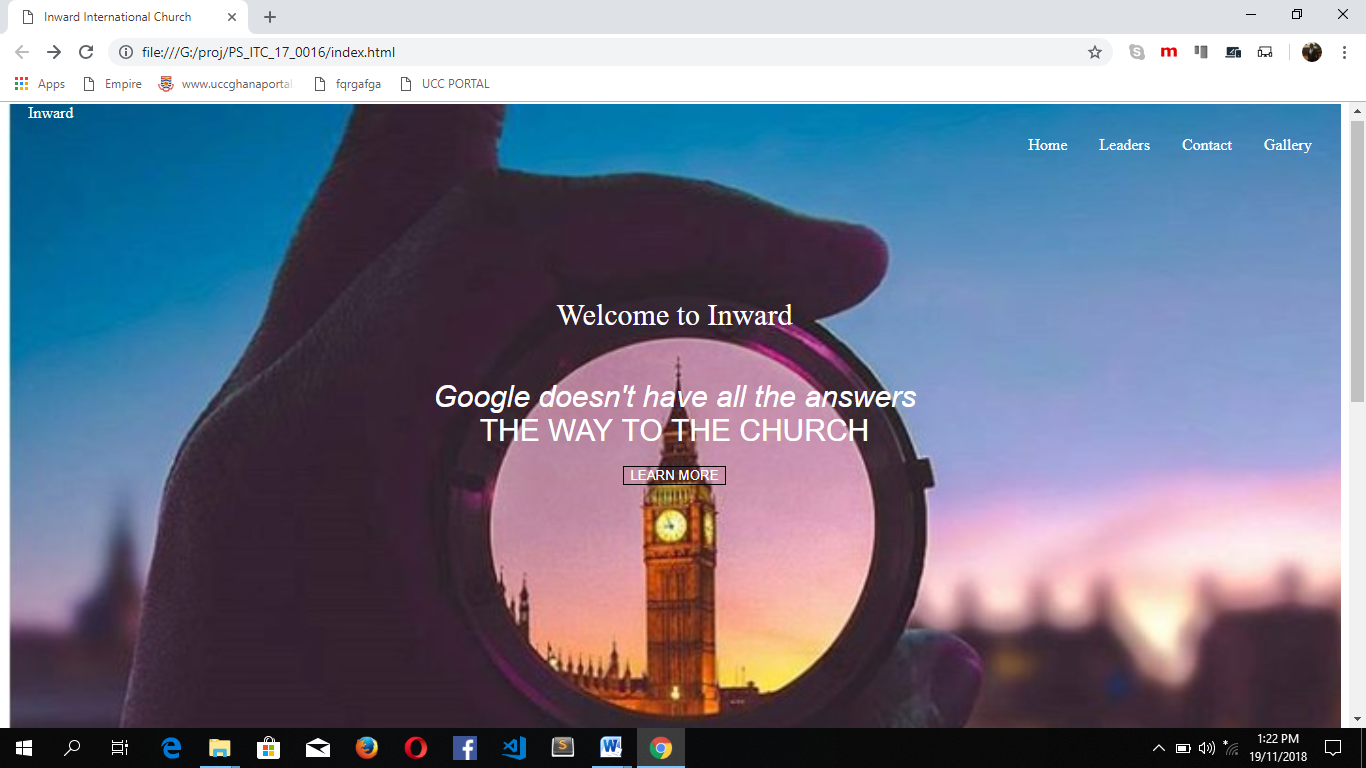 Inward International Church
file:///G:/proj/PS_ITC_17_0016/index.html
m
Apps Empire www.uccghanaportal fqrgafga UCC PORTAL
Inward
Home Leaders Contact Gallery
Welcome to Inward
Google doesn't have all the answers
THE WAY TO THE CHURCH
LEARN MORE
1:22 PM
19/11/2018